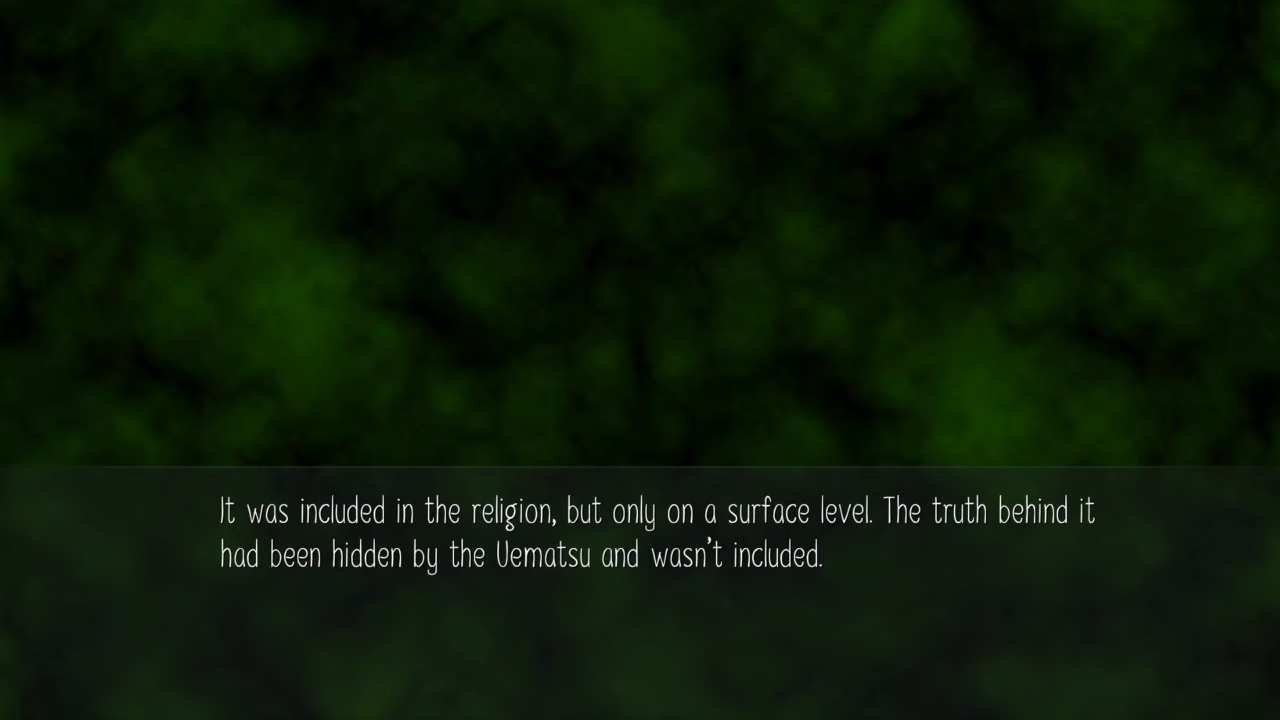 It was included in the religion, but only on a surface level. The truth behind it
had been hidden by the Uematsu and wasn't included.